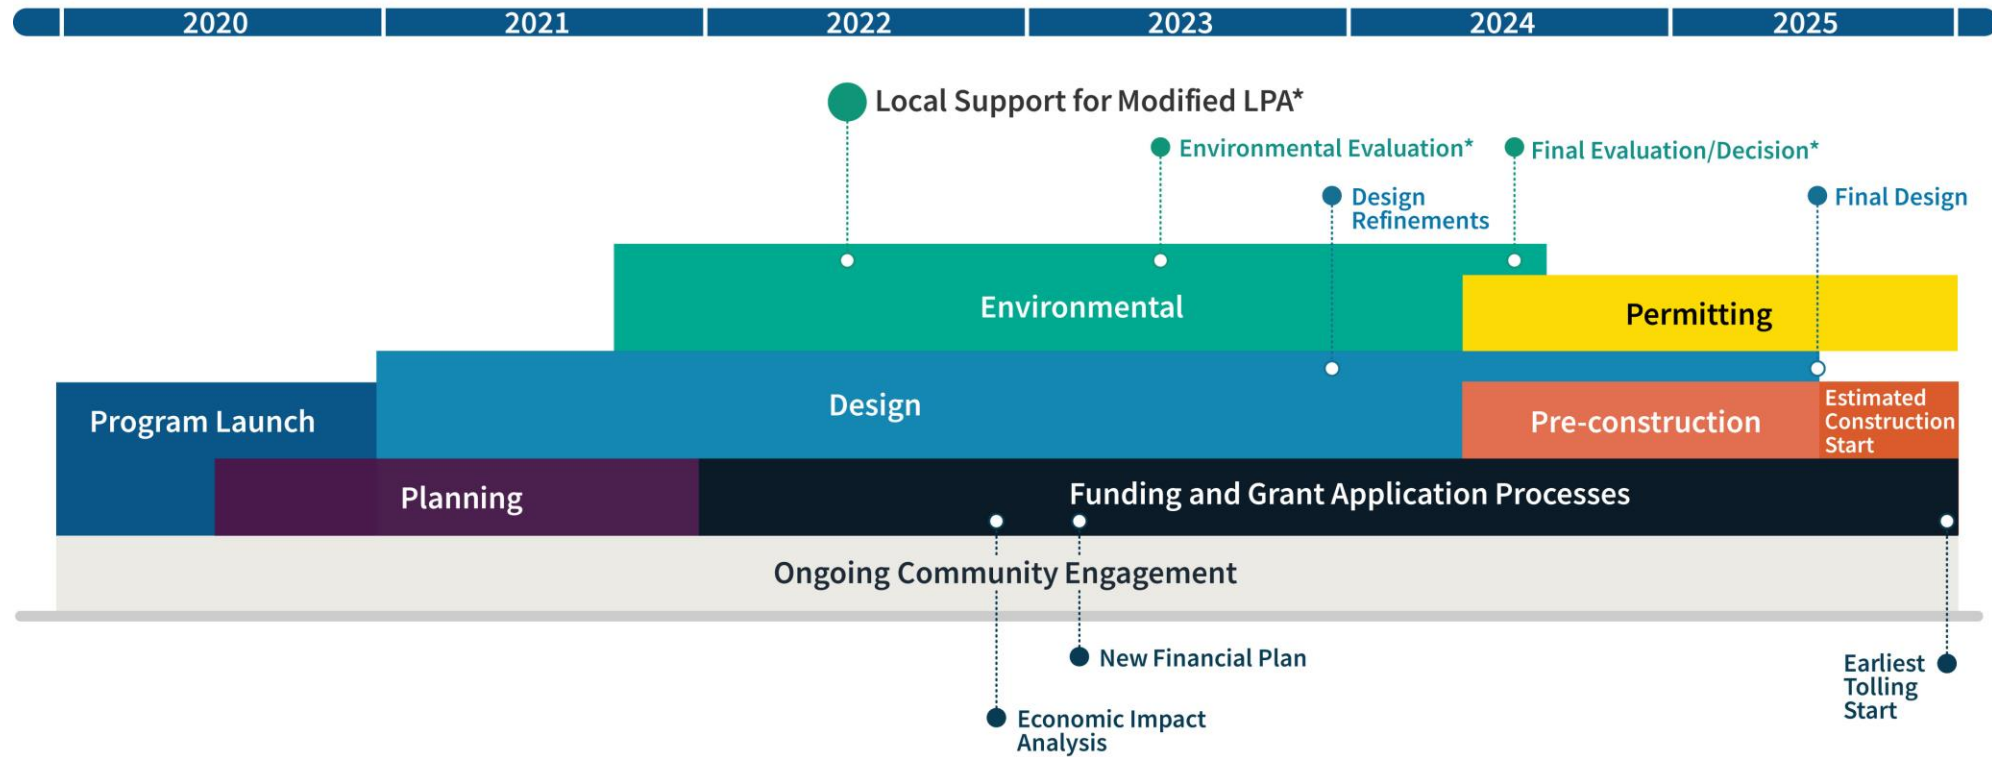 2020 2021 2022 2023 2024 2025
Local Support for Modified LPA*
Environmental Evaluation*
Final Evaluation/Decision*
Design
Refinements
Final Design
Environmental
Permitting
Program Launch
Design
Pre-construction
Estimated
Construction
Start
Planning
Funding and Grant Application Processes
Ongoing Community Engagement
New Financial Plan
Economic Impact
Analysis
Earliest
Tolling
Start